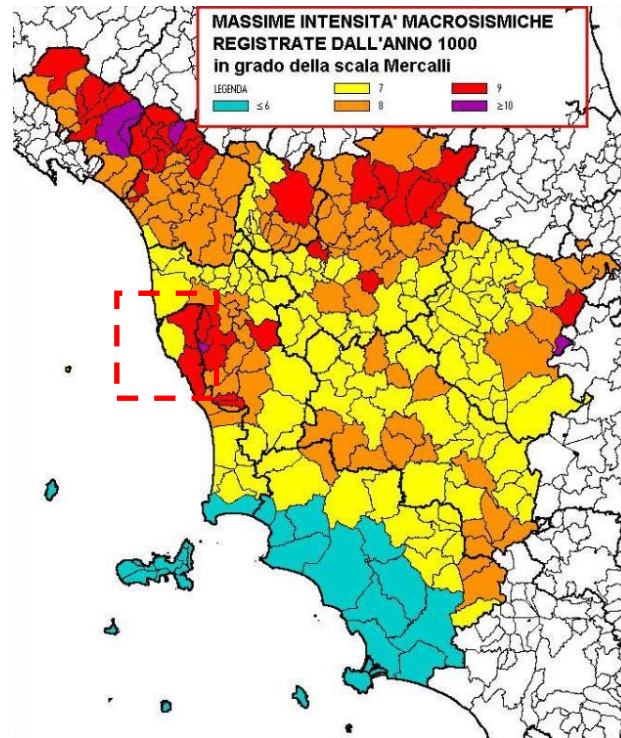 MASSIME INTENSITA' MACROSISMICHE
REGISTRATE DALL'ANNO 1000
in grado della scala Mercalli
LEGENDA
≤6
7
8
9
≥10